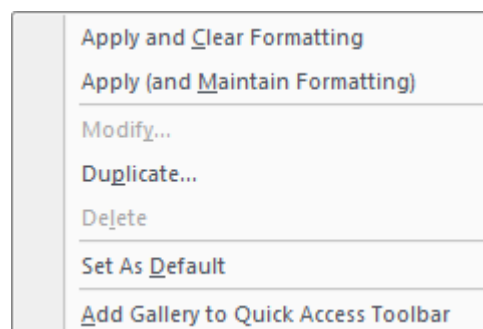 Apply and Clear Formatting
Apply (and Maintain Formatting)
Modify...
Duplicate...
Delete
Set As Default
Add Gallery to Quick Access Toolbar